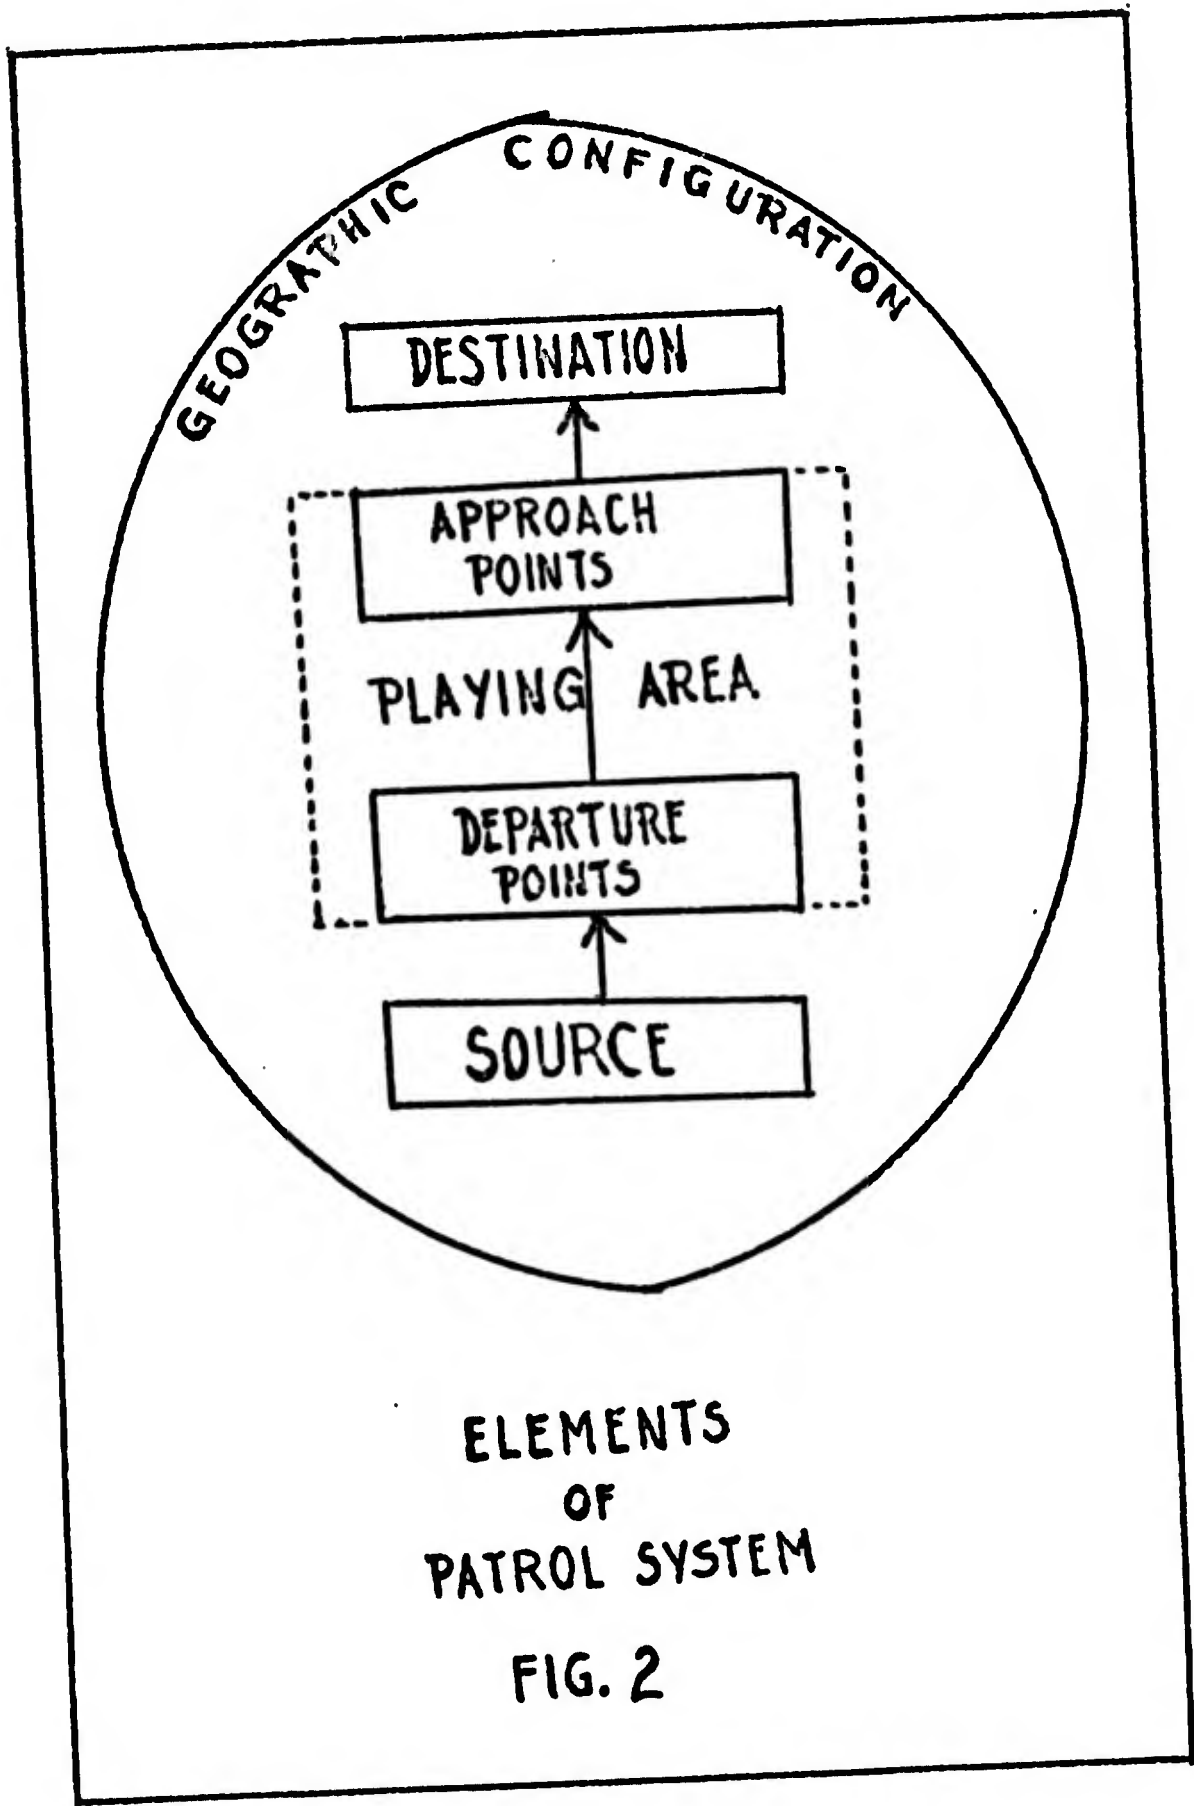 GEOGRAPHIC CONFIGURATION
DESTINATION
APPROACH
POINTS
PLAYING AREA
DEPARTURE
POINTS
SOURCE
ELEMENTS
OF
PATROL SYSTEM
FIG. 2